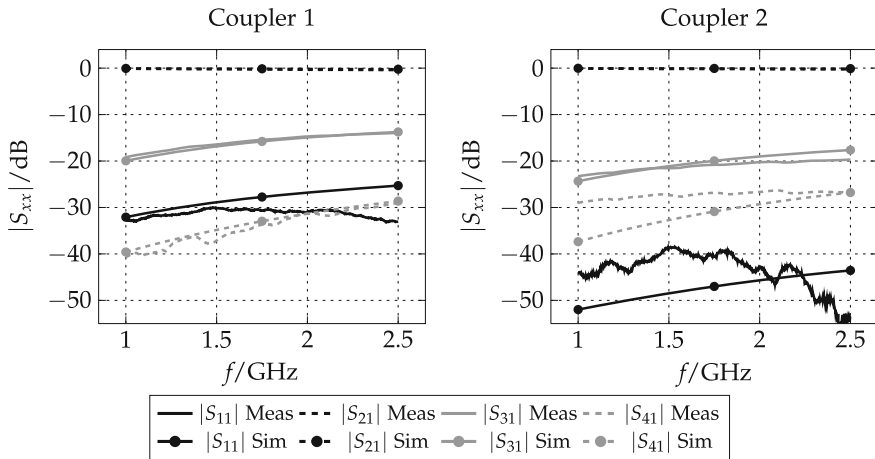 Coupler 1
Coupler 2
0
−10
−20
−30
−40
−50
|Sxx|/dB
1
1.5
2
2.5
f/GHz
0
−10
−20
−30
−40
−50
|Sxx|/dB
1
1.5
2
2.5
f/GHz
|S11| Meas |S21| Meas |S31| Meas |S41| Meas
|S11| Sim |S21| Sim |S31| Sim |S41| Sim